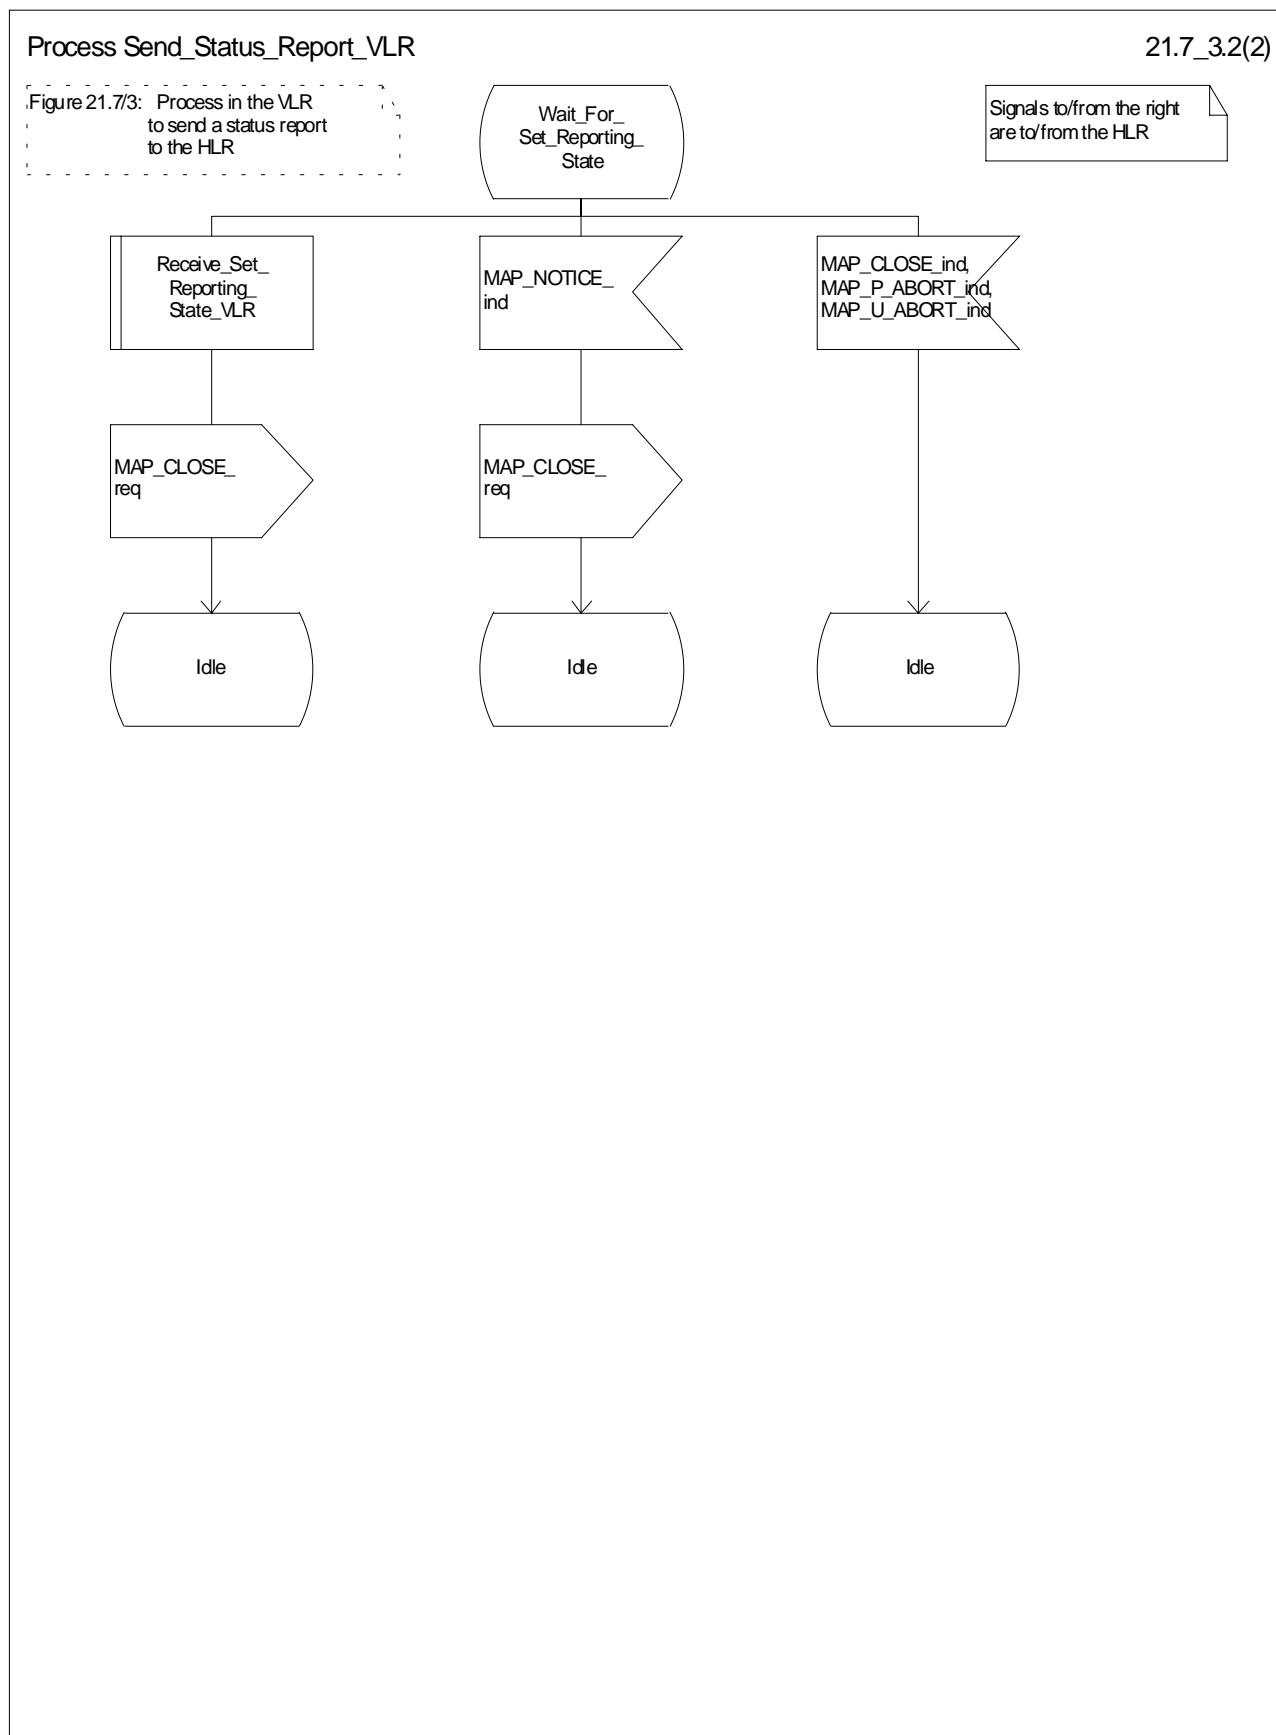 Process Send_Status_Report_VLR
21.7_3.2(2)
Figure 21.7/3: Process in the VLR
to send a status report
to the HLR
Wait_For_
Set_Reporting_
State
Signals to/from the right
are to/from the HLR
Receive_Set_
Reporting_
State_VLR
MAP_NOTICE_
ind
MAP_CLOSE_ind,
MAP_P_ABORT_ind,
MAP_U_ABORT_ind
MAP_CLOSE_
req
MAP_CLOSE_
req
Idle
Idle
Idle